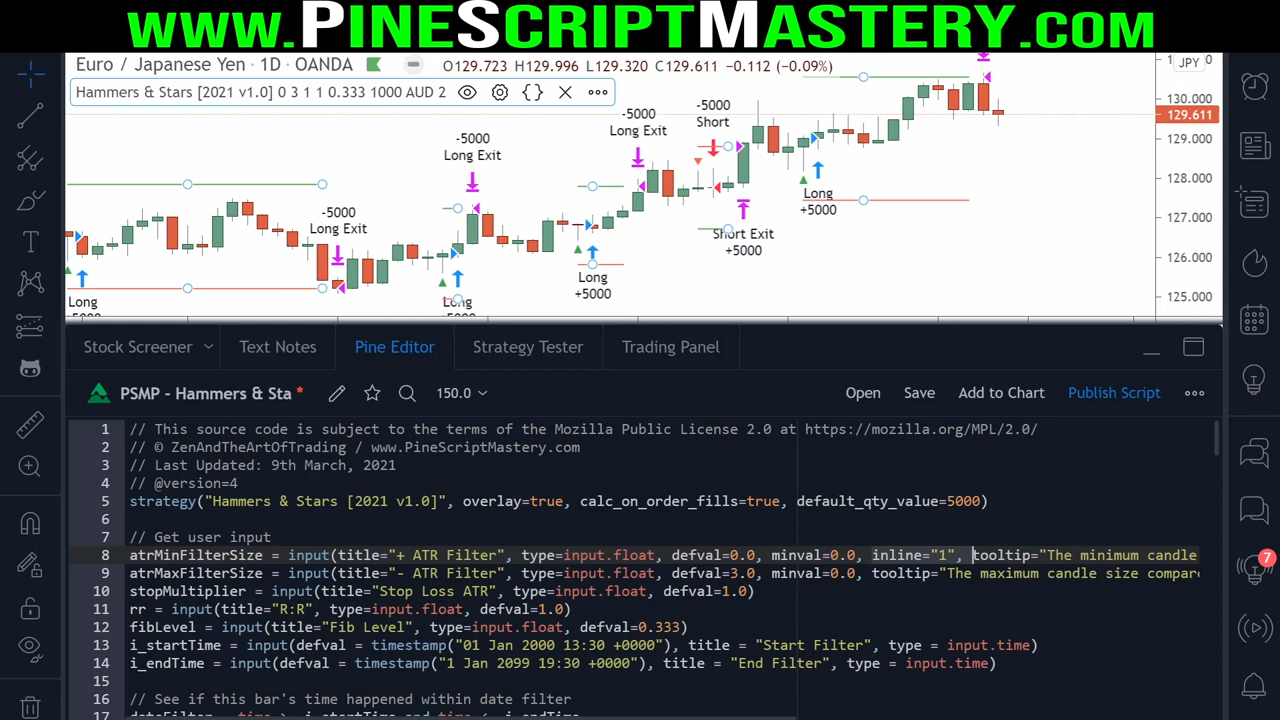 www.PineScriptMastery.com
Euro / Japanese Yen · 1D · OANDA O129.723 H129.996 L129.320 C129.611 -0.112 (-0.09%)
JPY
Hammers & Stars [2021 v1.0] 0 3 1 1 0.333 1000 AUD 2
130.000
129.611
129.000
128.000
127.000
126.000
125.000
-5000
Long Exit
-5000
Long Exit
-5000
Long Exit
-5000
Short
Long
-5000
Long
Long
+5000
Short Exit
+5000
Long
+5000
Stock Screener
Text Notes
Pine Editor
Strategy Tester
Trading Panel
PSMP - Hammers & Sta *
150.0
Open
Save
Add to Chart
Publish Script
1 // This source code is subject to the terms of the Mozilla Public License 2.0 at https://mozilla.org/MPL/2.0/
2 // © ZenAndTheArtOfTrading / www.PineScriptMastery.com
3 // Last Updated: 9th March, 2021
4 // @version=4
5 strategy("Hammers & Stars [2021 v1.0]", overlay=true, calc_on_order_fills=true, default_qty_value=5000)
6
7 // Get user input
8 atrMinFilterSize = input(title="+ ATR Filter", type=input.float, defval=0.0, minval=0.0, inline="1", tooltip="The minimum candle
9 atrMaxFilterSize = input(title="- ATR Filter", type=input.float, defval=3.0, minval=0.0, tooltip="The maximum candle size compar
10 stopMultiplier = input(title="Stop Loss ATR", type=input.float, defval=1.0)
11 rr = input(title="R:R", type=input.float, defval=1.0)
12 fibLevel = input(title="Fib Level", type=input.float, defval=0.333)
13 i_startTime = input(defval = timestamp("01 Jan 2000 13:30 +0000"), title = "Start Filter", type = input.time)
14 i_endTime = input(defval = timestamp("1 Jan 2099 19:30 +0000"), title = "End Filter", type = input.time)
15
16 // See if this bar's time happened within date filter
17
7